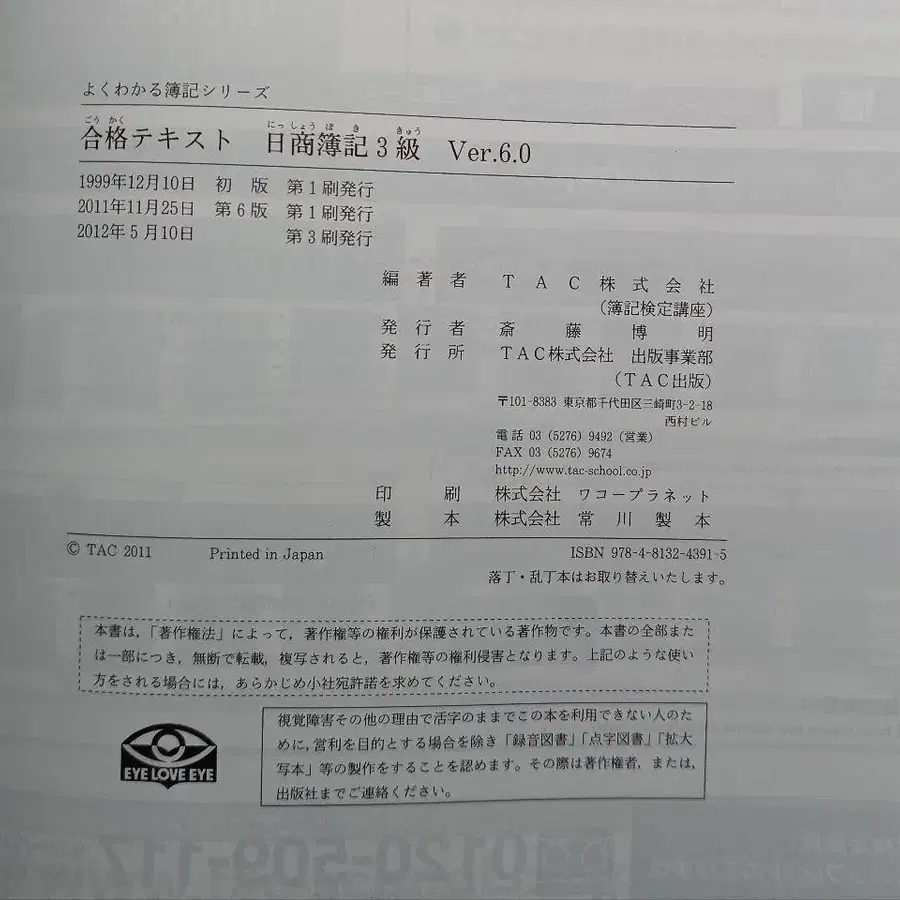 よくわかる簿記シリーズ
ごうかく にっしょうぼき きゅう
合格テキスト 日商簿記3級 Ver.6.0
1999年12月10日 初 版 第1刷発行
2011年11月25日 第6版 第1刷発行
2012年5月10日 第3刷発行
編著者 TAC株式会社
(簿記検定講座)
発行者 斎藤博明
発行所 TAC株式会社 出版事業部
(TAC出版)
〒101-8383 東京都千代田区三崎町3-2-18
西村ビル
電話 03 (5276) 9492 (営業)
FAX 03 (5276) 9674
http://www.tac-school.co.jp
印刷 株式会社 ワコープラネット
製本 株式会社 常川製本
© TAC 2011 Printed in Japan ISBN 978-4-8132-4391-5
落丁・乱丁本はお取り替えいたします。
本書は,「著作権法」によって,著作権等の権利が保護されている著作物です。本書の全部また
は一部につき,無断で転載,複写されると,著作権等の権利侵害となります。上記のような使い
方をされる場合には,あらかじめ小社宛許諾を求めてください。
視覚障害その他の理由で活字のままでこの本を利用できない人のた
めに,営利を目的とする場合を除き「録音図書」「点字図書」「拡大
写本」等の製作をすることを認めます。その際は著作権者,または,
出版社までご連絡ください。
EYE LOVE EYE
0120-509-117